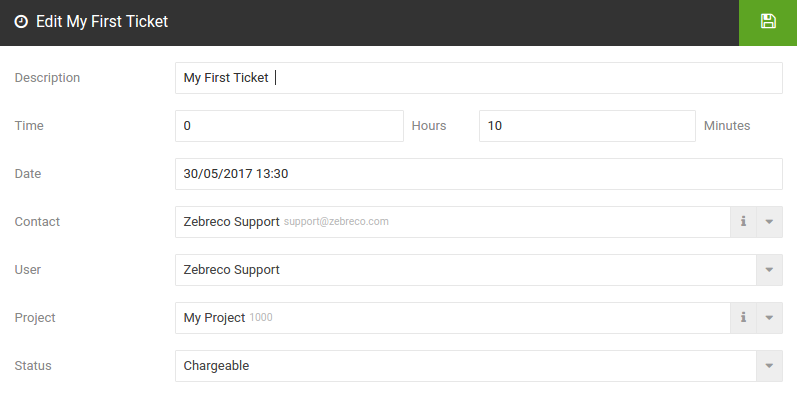 Edit My First Ticket
Description My First Ticket
Time 0 Hours 10 Minutes
Date 30/05/2017 13:30
Contact Zebreco Support support@zebreco.com
User Zebreco Support
Project My Project 1000
Status Chargeable